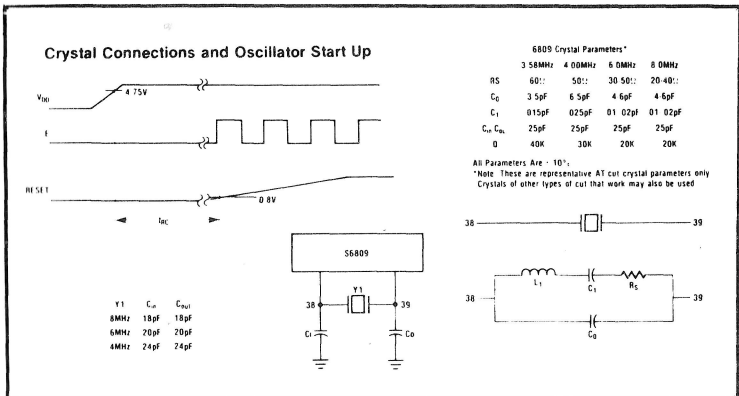 Crystal Connections and Oscillator Start Up
VDD
4 75V
E
RESET
0 8V
tRC
6809 Crystal Parameters*
3 58MHz 4 00MHz 6 0MHz 8 0MHz
RS 60Ω 50Ω 30 50Ω 20-40Ω
C0 3 5pF 6 5pF 4 6pF 4-6pF
C1 015pF 025pF 01 02pF 01 02pF
Cin Cou 25pF 25pF 25pF 25pF
Q 40K 30K 20K 20K
All Parameters Are · 10%
*Note These are representative AT cut crystal parameters only
Crystals of other types of cut that work may also be used
38 39
S6809
Y1
38 39
CI CO
Y1 Cin Cout
8MHz 18pF 18pF
6MHz 20pF 20pF
4MHz 24pF 24pF
L1 C1 RS
38 39
C0